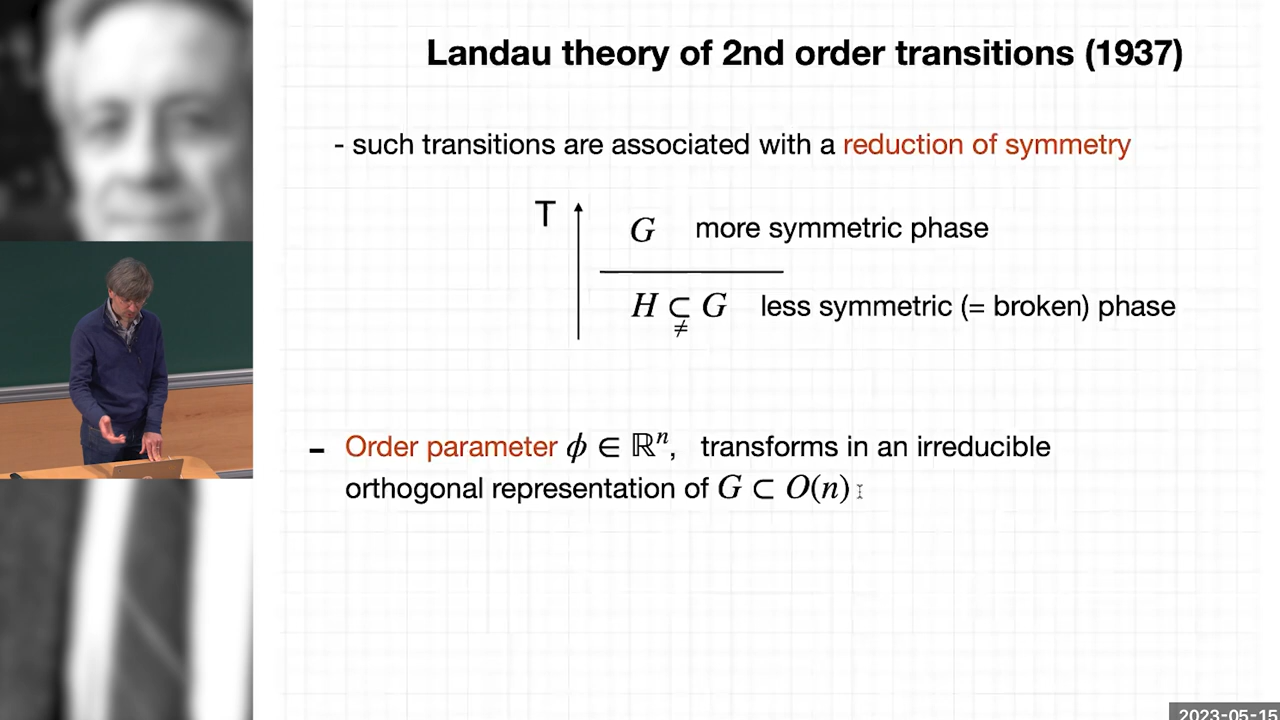 Landau theory of 2nd order transitions (1937)
- such transitions are associated with a reduction of symmetry
T
G more symmetric phase
H ⊊ G less symmetric (= broken) phase
- Order parameter ϕ ∈ ℝⁿ, transforms in an irreducible
orthogonal representation of G ⊂ O(n)
2023-05-15